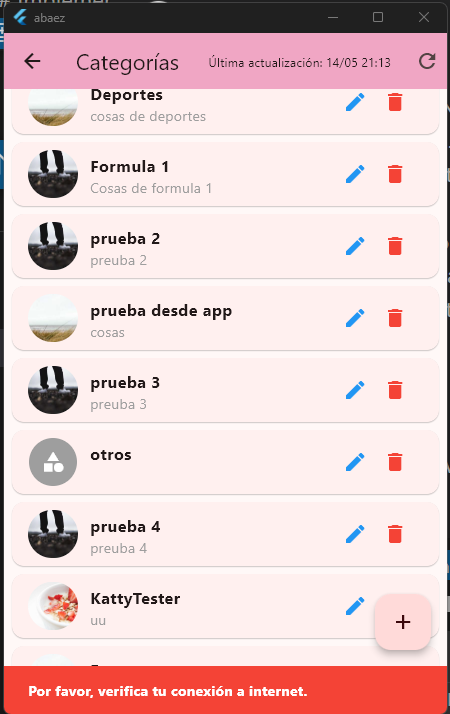 abaez
Categorías
Última actualización: 14/05 21:13
Deportes
cosas de deportes
Formula 1
Cosas de formula 1
prueba 2
preuba 2
prueba desde app
cosas
prueba 3
preuba 3
otros
prueba 4
preuba 4
KattyTester
uu
Por favor, verifica tu conexión a internet.